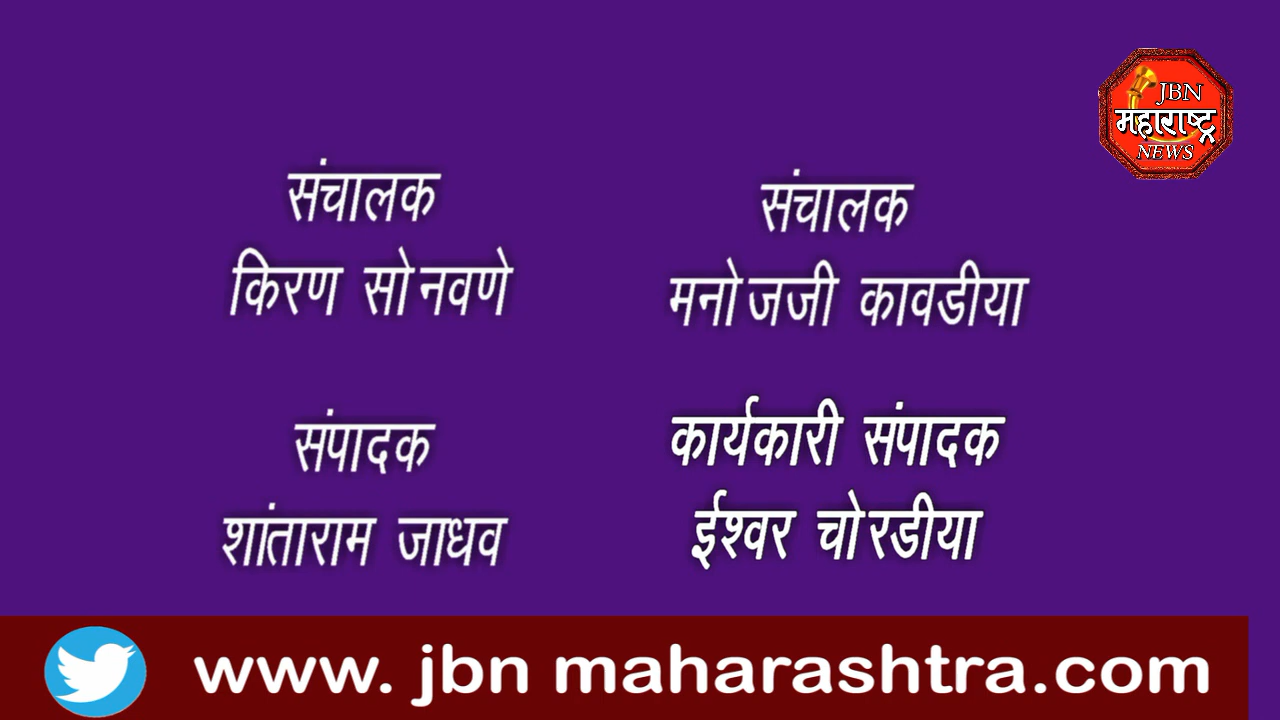 JBN
महाराष्ट्र
NEWS
संचालक
किरण सोनवणे
संचालक
मनोजजी कावडीया
संपादक
शांताराम जाधव
कार्यकारी संपादक
ईश्वर चोरडीया
www. jbn maharashtra.com